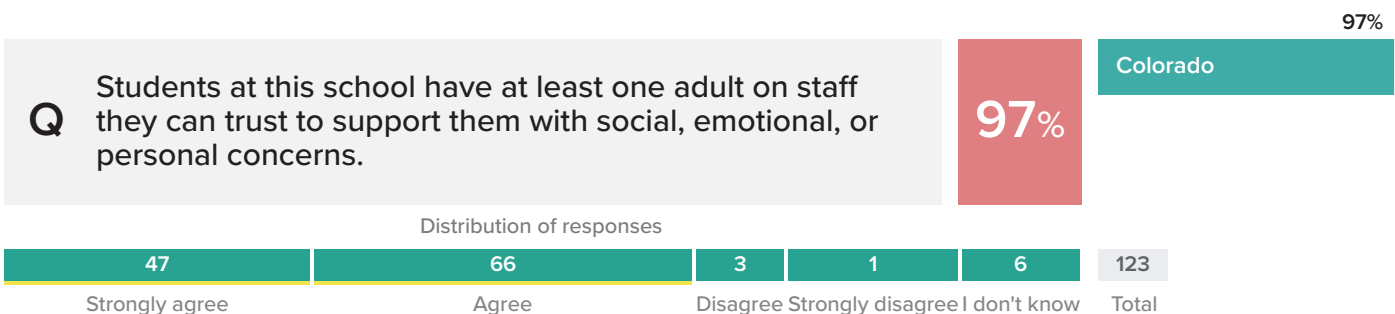 97%
Colorado
Q
Students at this school have at least one adult on staff
they can trust to support them with social, emotional, or
personal concerns.
97%
Distribution of responses
47 66 3 1 6 123
Strongly agree Agree Disagree Strongly disagree I don't know Total